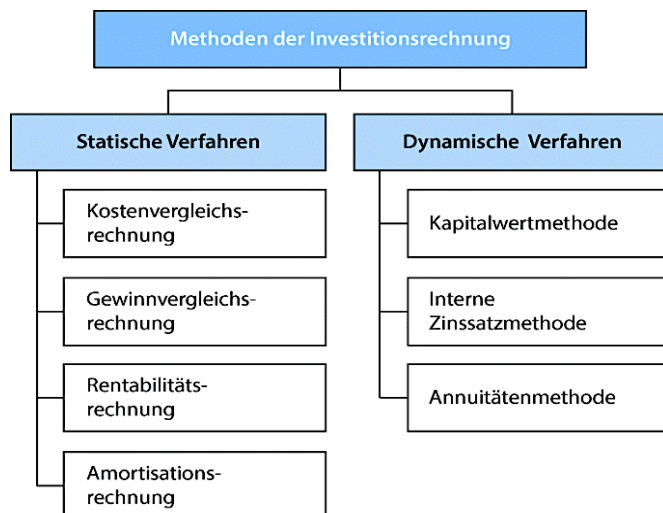 Methoden der Investitionsrechnung
Statische Verfahren
Kostenvergleichs-
rechnung
Gewinnvergleichs-
rechnung
Rentabilitäts-
rechnung
Amortisations-
rechnung
Dynamische Verfahren
Kapitalwertmethode
Interne
Zinssatzmethode
Annuitätenmethode